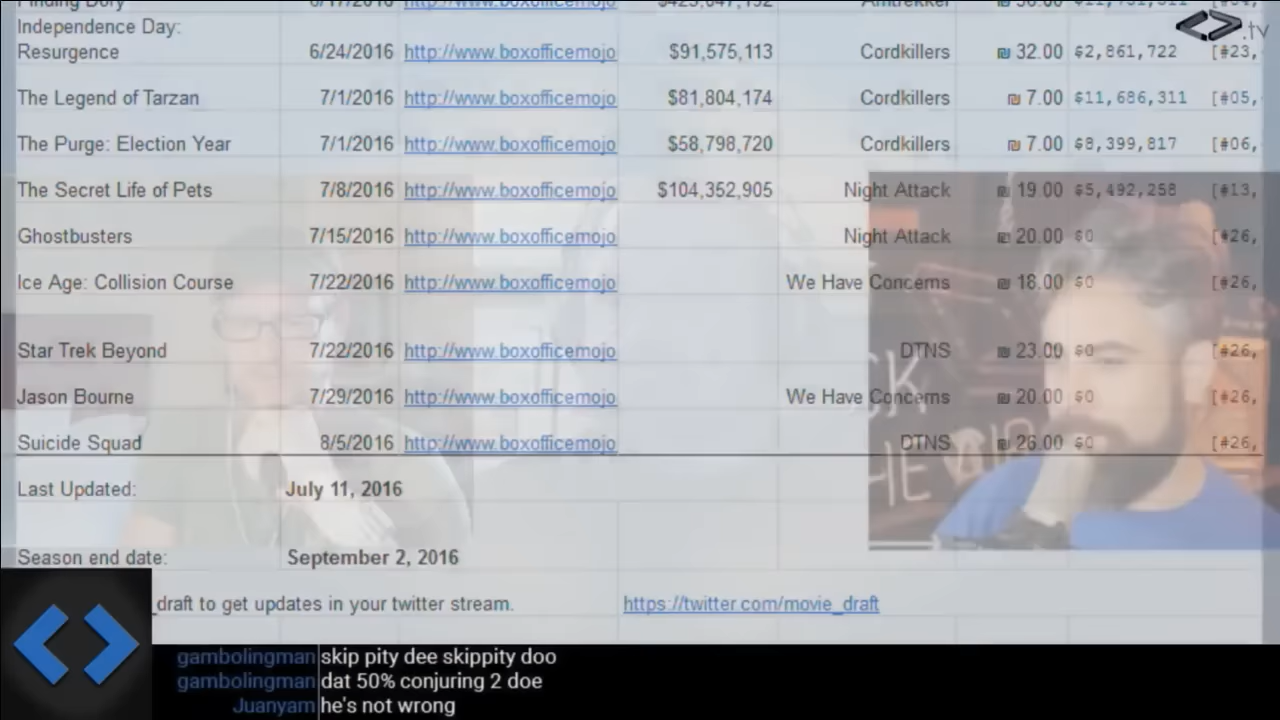 Finding Dory 6/17/2016 http://www.boxofficemojo Amtrekker
.tv
Independence Day:
Resurgence 6/24/2016 http://www.boxofficemojo $91,575,113 Cordkillers ₪ 32.00 $2,861,722 [#23,
The Legend of Tarzan 7/1/2016 http://www.boxofficemojo $81,804,174 Cordkillers ₪ 7.00 $11,686,311 [#05,
The Purge: Election Year 7/1/2016 http://www.boxofficemojo $58,798,720 Cordkillers ₪ 7.00 $8,399,817 [#06,
The Secret Life of Pets 7/8/2016 http://www.boxofficemojo $104,352,905 Night Attack ₪ 19.00 $5,492,258 [#13,
Ghostbusters 7/15/2016 http://www.boxofficemojo Night Attack ₪ 20.00 $0 [#26,
Ice Age: Collision Course 7/22/2016 http://www.boxofficemojo We Have Concerns ₪ 18.00 $0 [#26,
Star Trek Beyond 7/22/2016 http://www.boxofficemojo DTNS ₪ 23.00 $0 [#26,
Jason Bourne 7/29/2016 http://www.boxofficemojo We Have Concerns ₪ 20.00 $0 [#26,
Suicide Squad 8/5/2016 http://www.boxofficemojo DTNS ₪ 26.00 $0 [#26,
Last Updated: July 11, 2016
Season end date: September 2, 2016
_draft to get updates in your twitter stream. https://twitter.com/movie_draft
gambolingman skip pity dee skippity doo
gambolingman dat 50% conjuring 2 doe
Juanyam he's not wrong